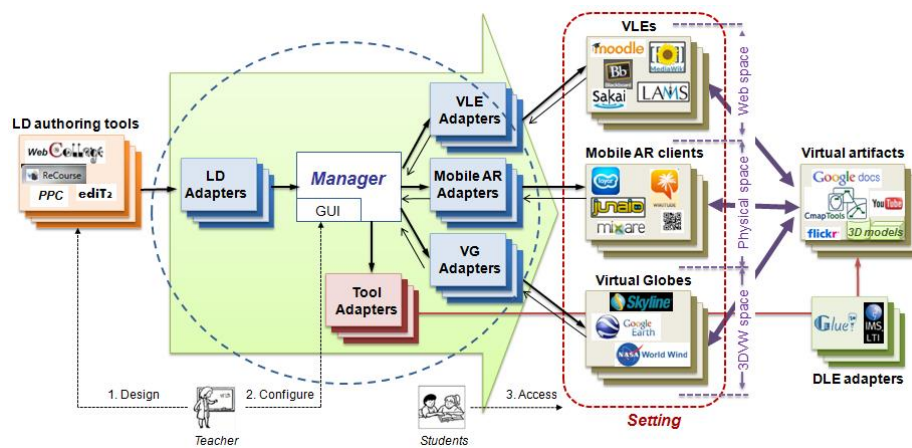 LD authoring tools
Web Collage
ReCourse
PPC
ediT2
LD
Adapters
Manager
GUI
Tool
Adapters
VLE
Adapters
Mobile AR
Adapters
VG
Adapters
VLEs
moodle
MediaWiki
Bb
Blackboard
Sakai
LAMS
Mobile AR clients
WIKITUDE
junaio
mixare
Virtual Globes
Skyline
Google
Earth
NASA World Wind
Setting
Web space
Physical space
3DVW space
Virtual artifacts
Google docs
CmapTools
YouTube
flickr
3D models
Glue!
IMS
LTI
DLE adapters
1. Design
2. Configure
3. Access
Teacher
Students